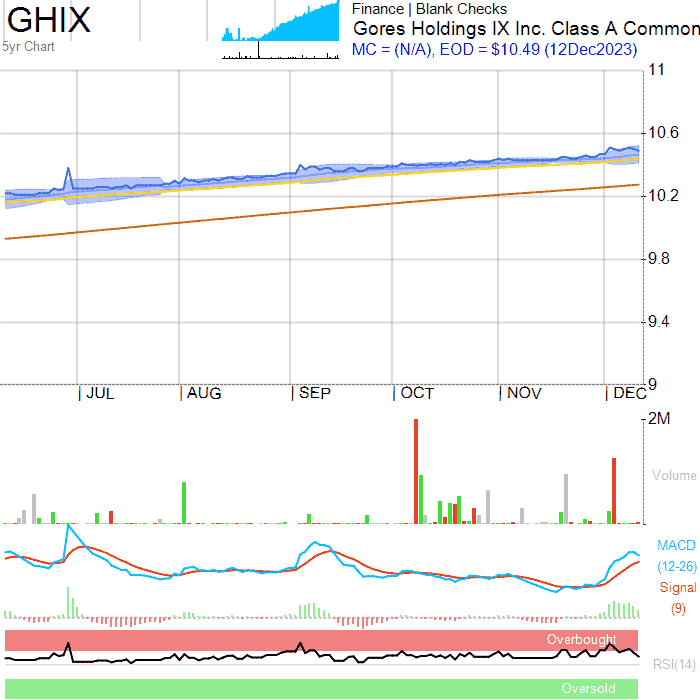 GHIX
5yr Chart
Finance | Blank Checks
Gores Holdings IX Inc. Class A Common
MC = (N/A), EOD = $10.49 (12Dec2023)
11
10.6
10.2
9.8
9.4
9
| JUL | AUG | SEP | OCT | NOV | DEC
2M
Volume
MACD
(12-26)
Signal
(9)
Overbought
RSI(14)
Oversold